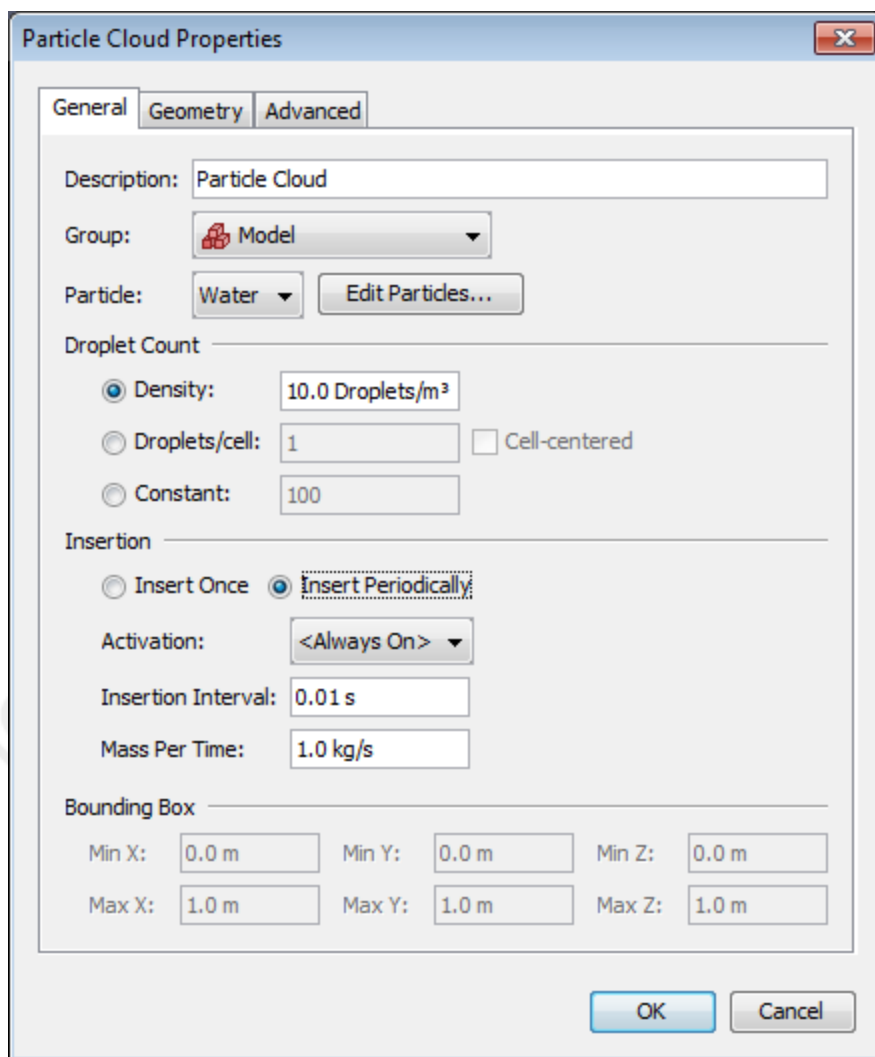 Particle Cloud Properties
General Geometry Advanced
Description: Particle Cloud
Group: Model
Particle: Water Edit Particles...
Droplet Count
Density: 10.0 Droplets/m³
Droplets/cell: 1 Cell-centered
Constant: 100
Insertion
Insert Once Insert Periodically
Activation: <Always On>
Insertion Interval: 0.01 s
Mass Per Time: 1.0 kg/s
Bounding Box
Min X: 0.0 m Min Y: 0.0 m Min Z: 0.0 m
Max X: 1.0 m Max Y: 1.0 m Max Z: 1.0 m
OK Cancel